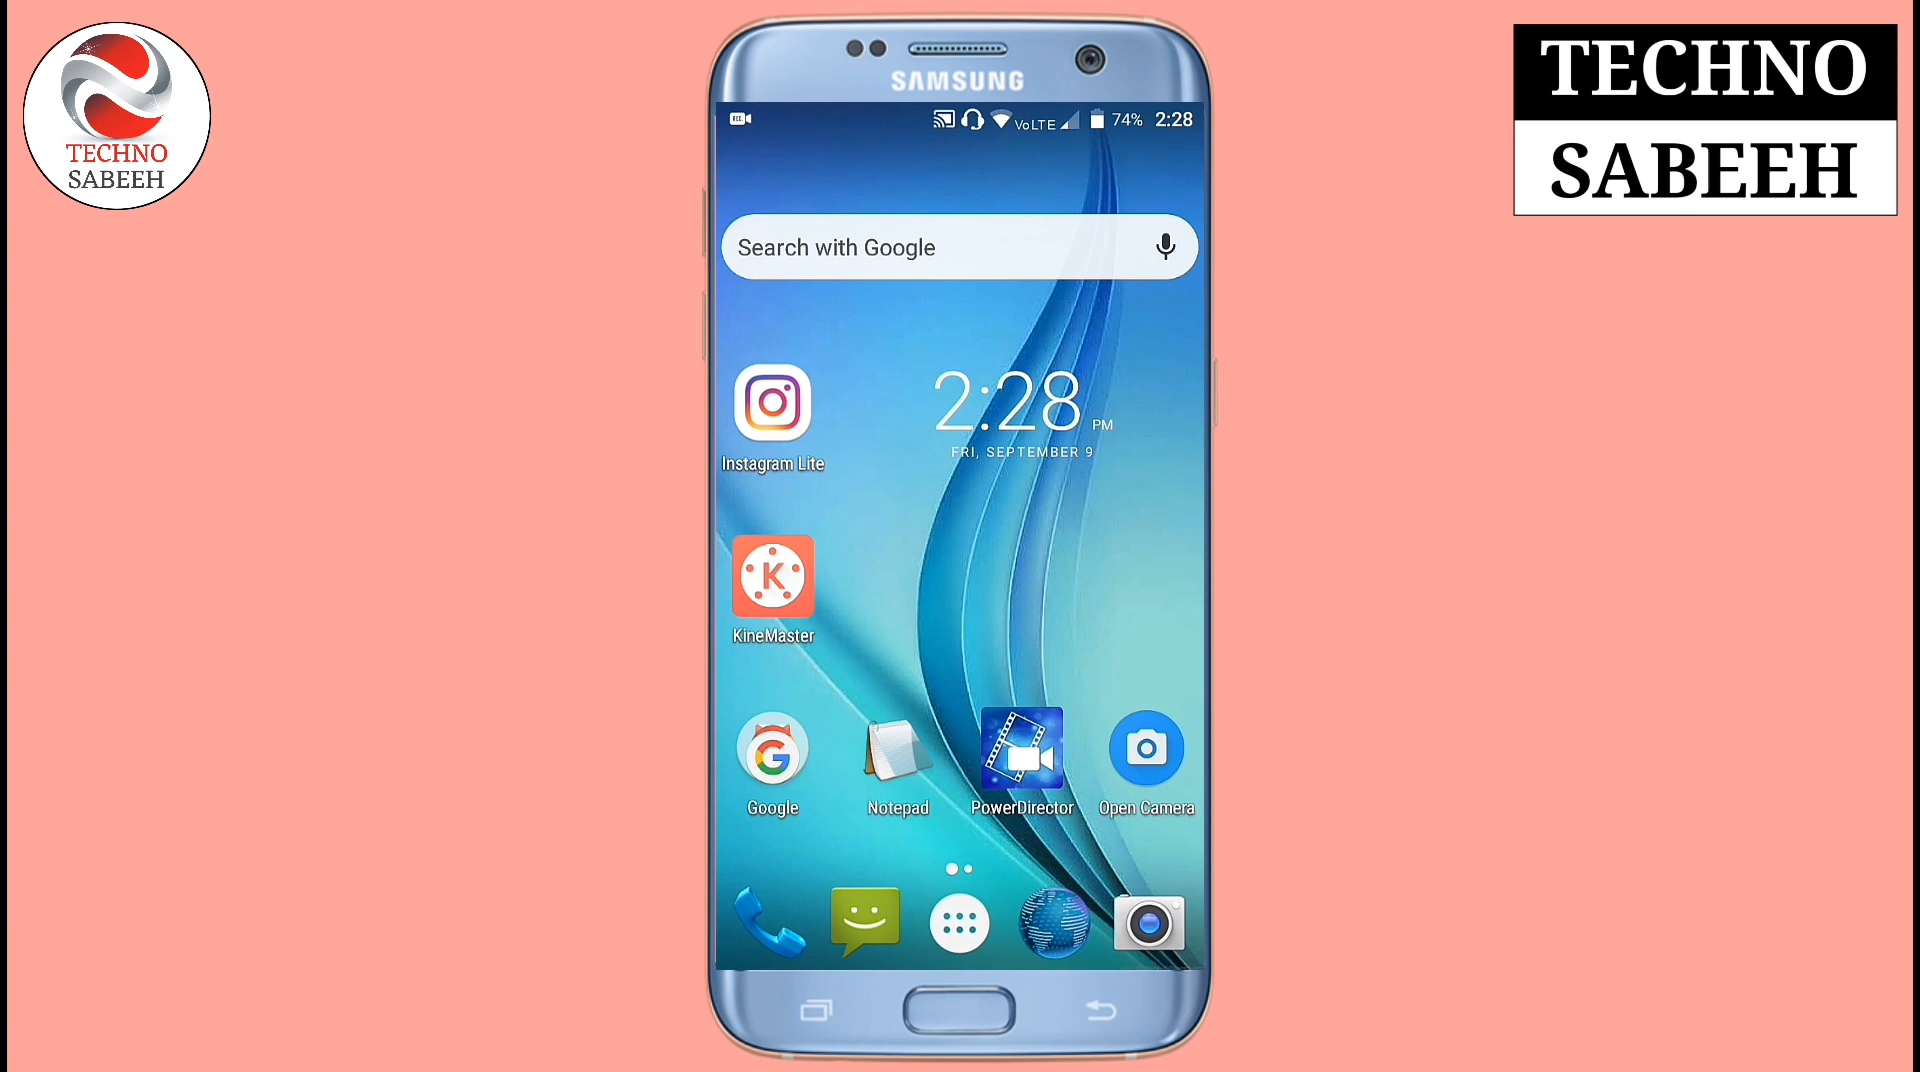 TECHNO
SABEEH
TECHNO
SABEEH
SAMSUNG
REC
VoLTE
74%
2:28
Search with Google
2:28 PM
FRI, SEPTEMBER 9
Instagram Lite
K
KineMaster
G
Google
Notepad
PowerDirector
Open Camera